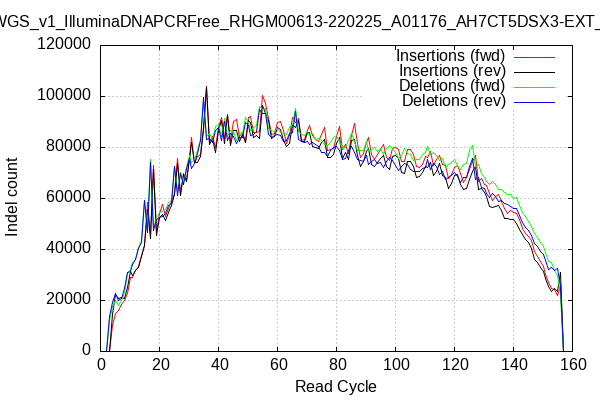 WGS_v1_IlluminaDNAPCRFree_RHGM00613-220225_A01176_AH7CT5DSX3-EXT_
120000
100000
80000
60000
40000
20000
0
Indel count
Insertions (fwd)
Insertions (rev)
Deletions (fwd)
Deletions (rev)
0 20 40 60 80 100 120 140 160
Read Cycle